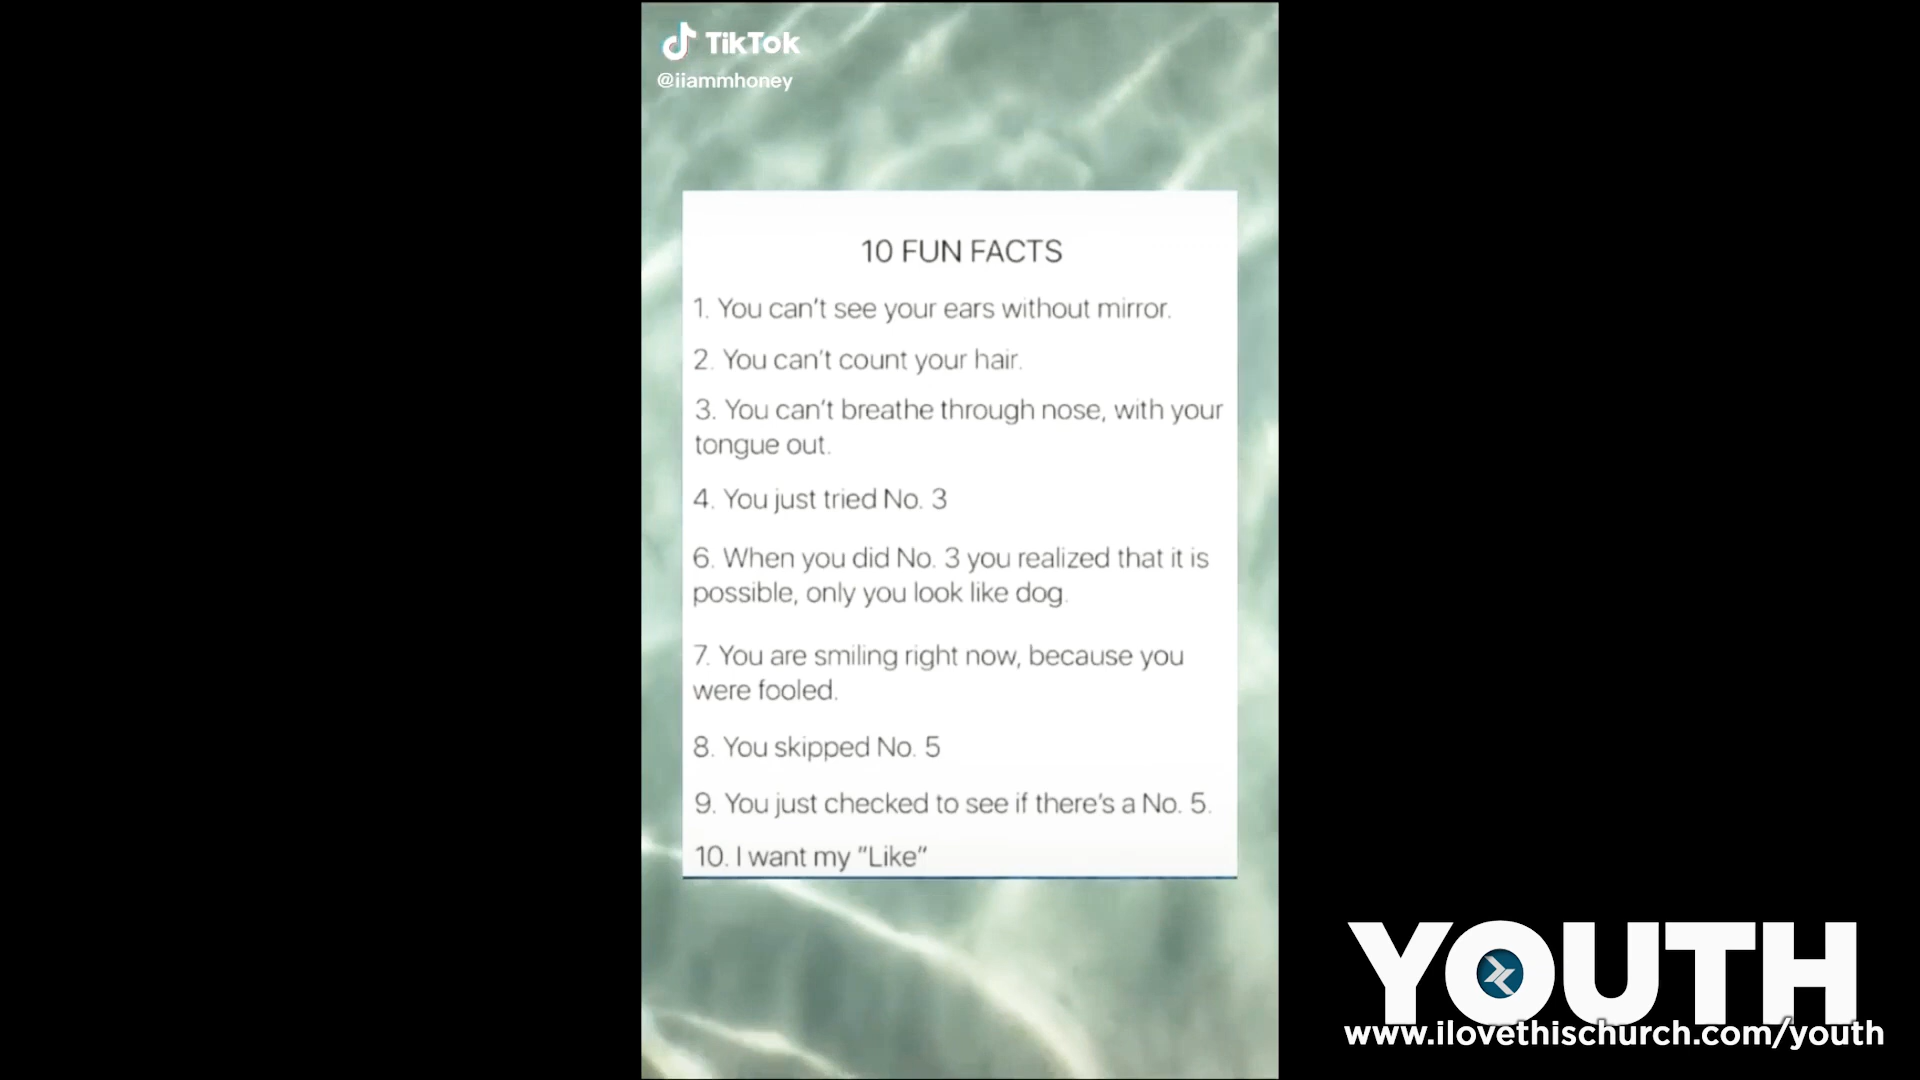 TikTok
@iiammhoney
10 FUN FACTS
1. You can't see your ears without mirror.
2. You can't count your hair.
3. You can't breathe through nose, with your
tongue out.
4. You just tried No. 3
6. When you did No. 3 you realized that it is
possible, only you look like dog.
7. You are smiling right now, because you
were fooled.
8. You skipped No. 5
9. You just checked to see if there's a No. 5.
10. I want my "Like"
YOUTH
www.ilovethischurch.com/youth